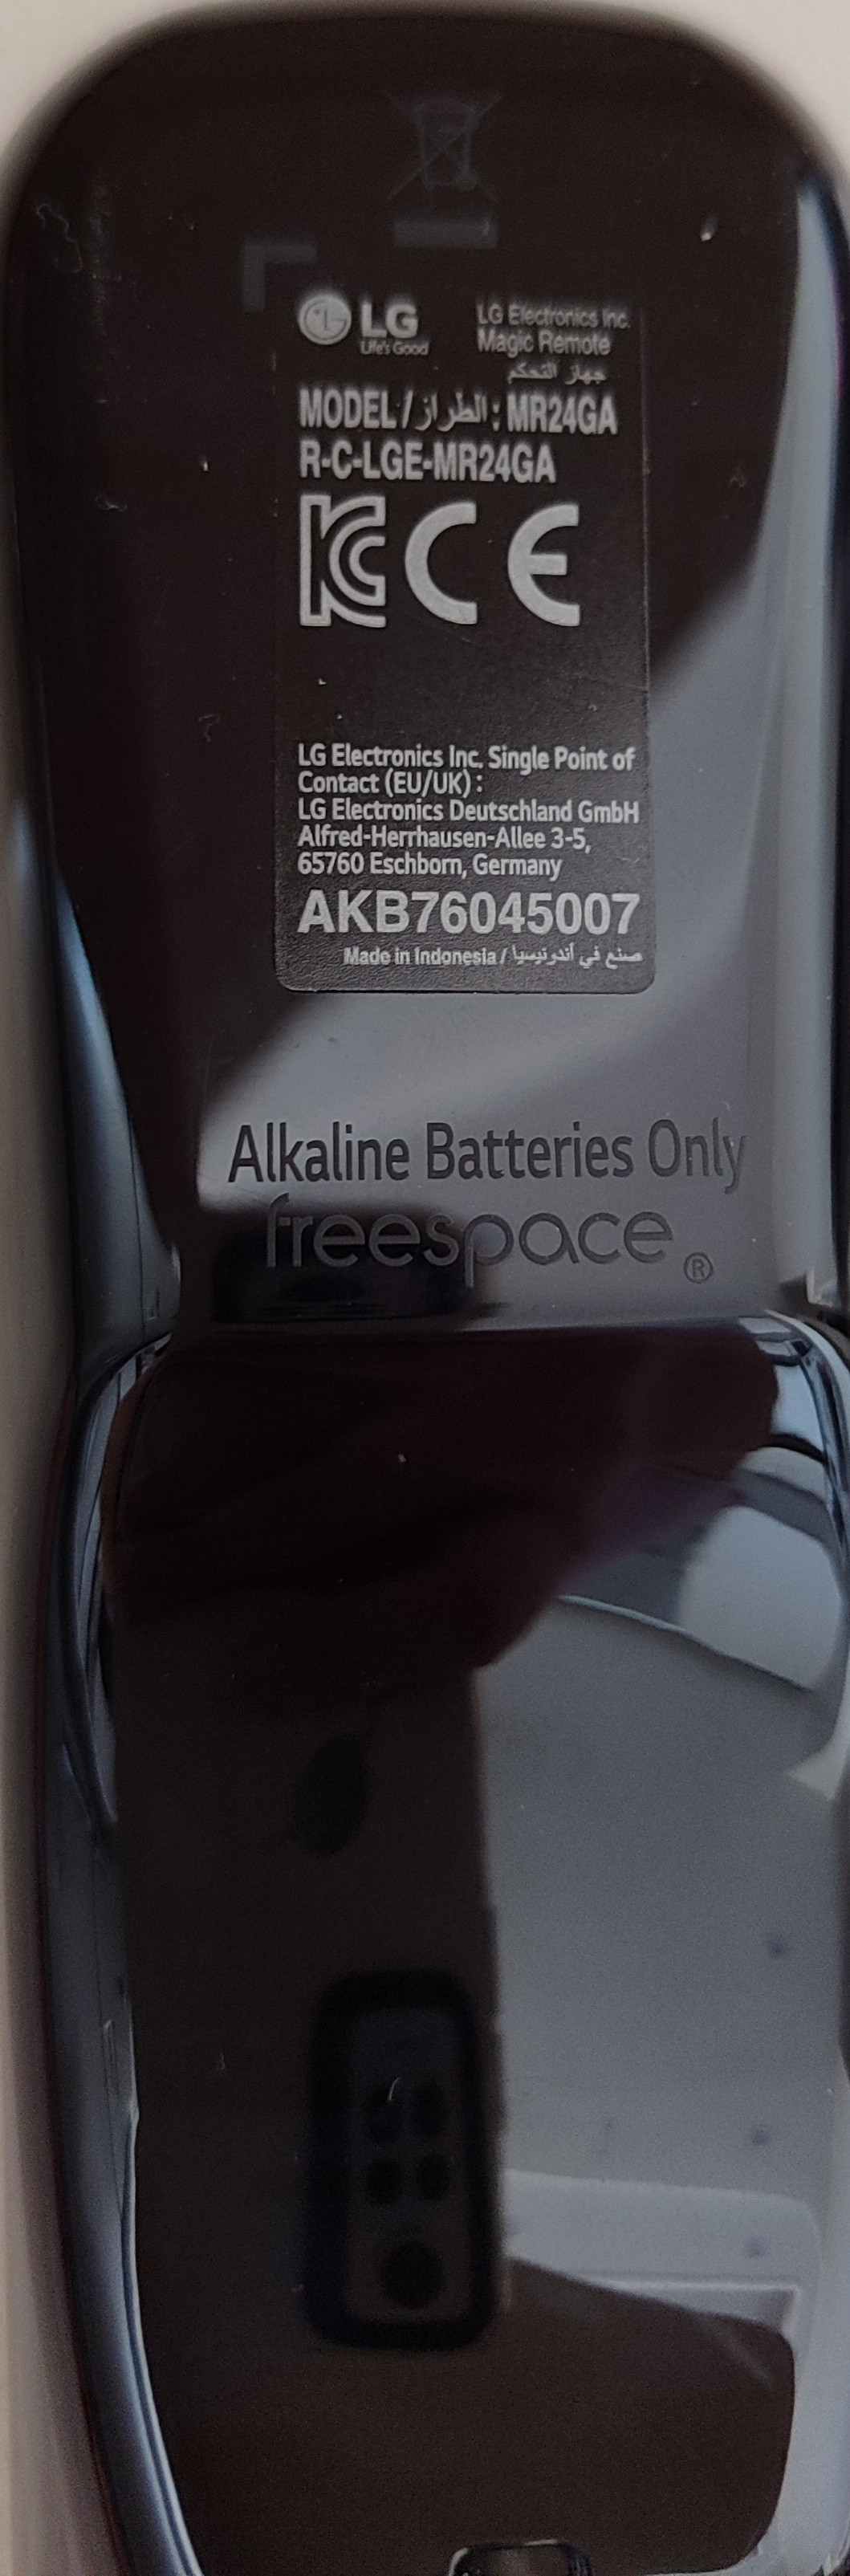 LG
Life's Good
LG Electronics Inc.
Magic Remote
جهاز التحكم
MODEL / الطراز : MR24GA
R-C-LGE-MR24GA
KC CE
LG Electronics Inc. Single Point of
Contact (EU/UK) :
LG Electronics Deutschland GmbH
Alfred-Herrhausen-Allee 3-5,
65760 Eschborn, Germany
AKB76045007
Made in Indonesia / صنع في أندونيسيا
Alkaline Batteries Only
freespace®